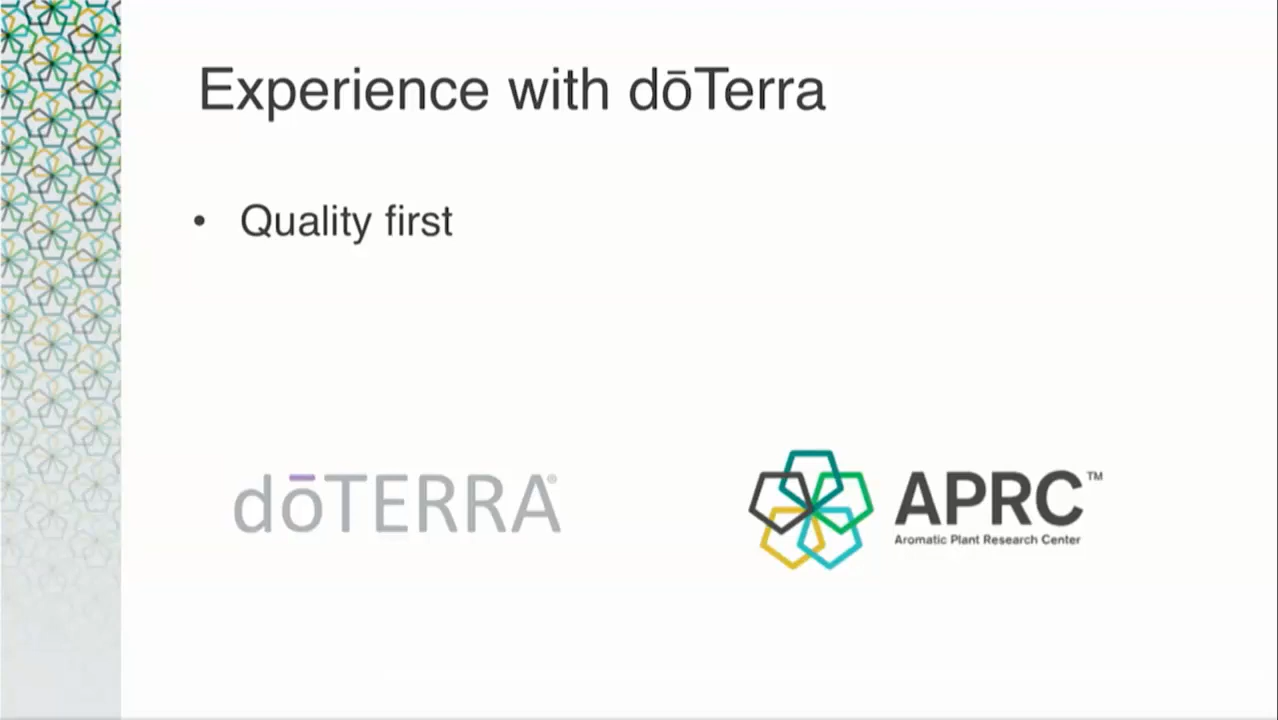 Experience with dōTerra
• Quality first
dōTERRA®
APRC™
Aromatic Plant Research Center